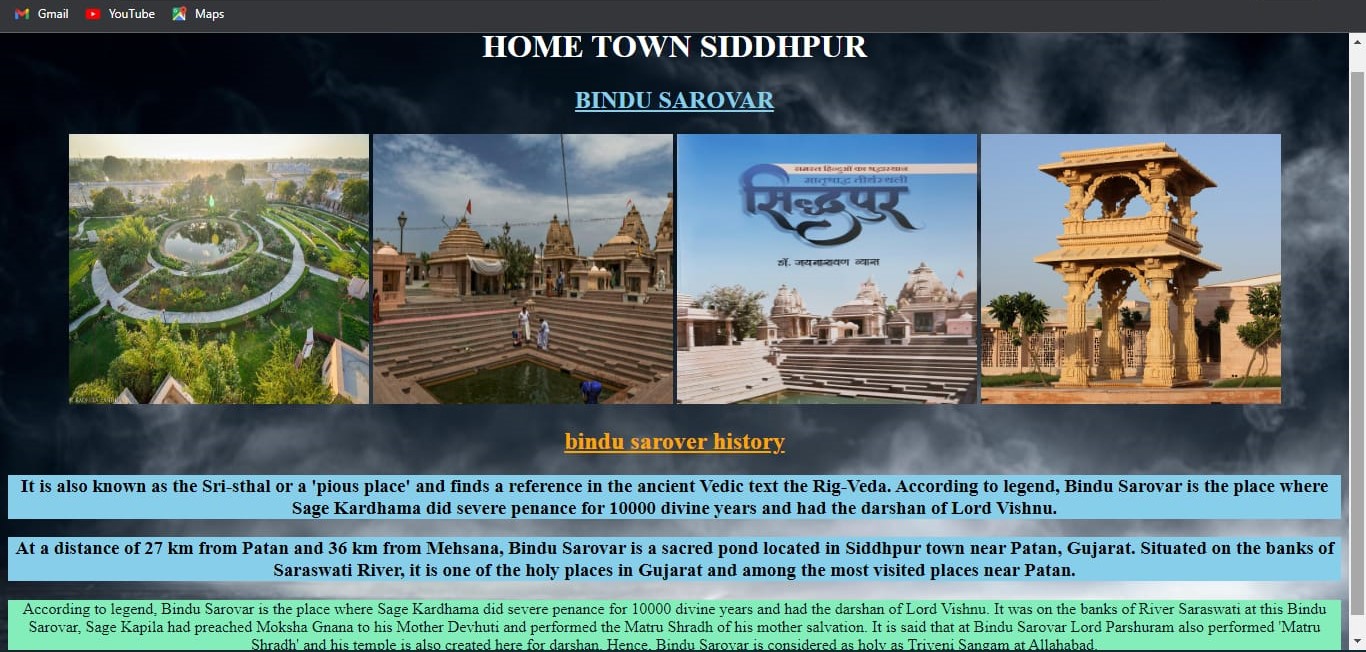 Gmail YouTube Maps
HOME TOWN SIDDHPUR
BINDU SAROVAR
समस्त हिन्दुओं का श्रद्धास्थान
मातृश्राद्ध तीर्थस्थली
सिद्धपुर
डॉ. जयनारायण व्यास
bindu sarover history
It is also known as the Sri-sthal or a 'pious place' and finds a reference in the ancient Vedic text the Rig-Veda. According to legend, Bindu Sarovar is the place where
Sage Kardhama did severe penance for 10000 divine years and had the darshan of Lord Vishnu.
At a distance of 27 km from Patan and 36 km from Mehsana, Bindu Sarovar is a sacred pond located in Siddhpur town near Patan, Gujarat. Situated on the banks of
Saraswati River, it is one of the holy places in Gujarat and among the most visited places near Patan.
According to legend, Bindu Sarovar is the place where Sage Kardhama did severe penance for 10000 divine years and had the darshan of Lord Vishnu. It was on the banks of River Saraswati at this Bindu
Sarovar, Sage Kapila had preached Moksha Gnana to his Mother Devhuti and performed the Matru Shradh of his mother salvation. It is said that at Bindu Sarovar Lord Parshuram also performed 'Matru
Shradh' and his temple is also created here for darshan. Hence, Bindu Sarovar is considered as holy as Triveni Sangam at Allahabad.